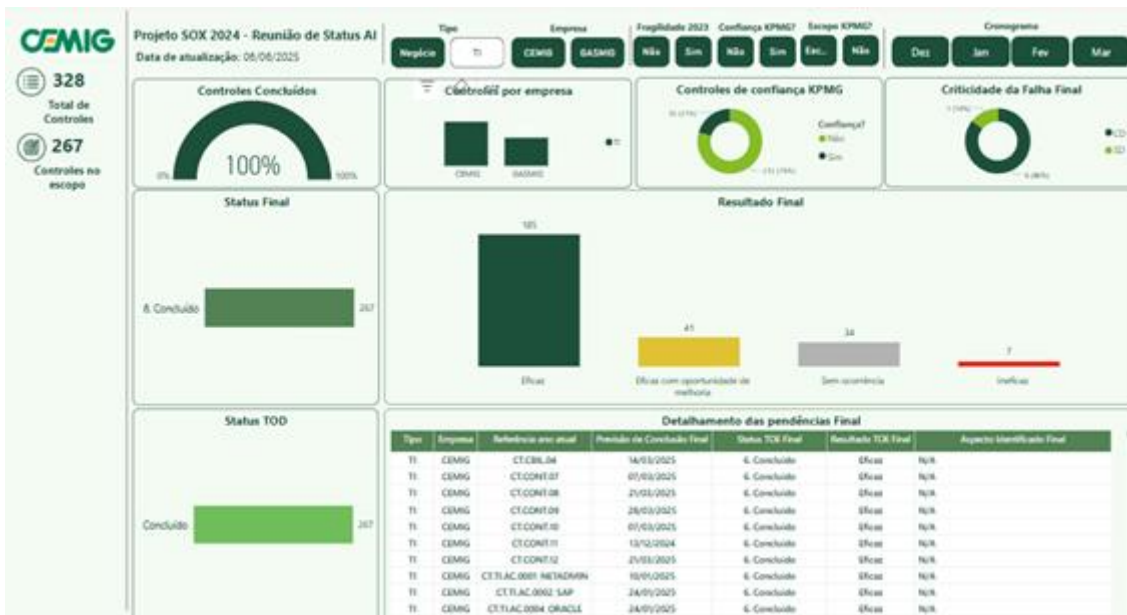 CEMIG
328
Total de
Controles
267
Controles no
escopo
Projeto SOX 2024 - Reunião de Status AI
Data de atualização: 06/06/2025
Tipo
Negócio
TI
Empresa
CEMIG
GASMIG
Fragilidade 2023
Não
Sim
Confiança KPMG?
Não
Sim
Escopo KPMG?
Esc...
Não
Cronograma
Dez
Jan
Fev
Mar
Controles Concluídos
0%
100%
100%
Controles por empresa
CEMIG
GASMIG
TI
Controles de confiança KPMG
Confiança?
Não
Sim
Criticidade da Falha Final
CD
SD
6 (86%)
Status Final
6. Concluído
267
Resultado Final
185
Eficaz
41
Eficaz com oportunidade de
melhoria
34
Sem ocorrência
7
Ineficaz
Status TOD
Concluído
267
Detalhamento das pendências Final
Tipo Empresa Referência ano atual Previsão de Conclusão Final Status TOE Final Resultado TOE Final Aspecto Identificado Final
TI CEMIG CT.CBIL.04 14/03/2025 6. Concluído Eficaz N/A
TI CEMIG CT.CONT.07 07/03/2025 6. Concluído Eficaz N/A
TI CEMIG CT.CONT.08 21/03/2025 6. Concluído Eficaz N/A
TI CEMIG CT.CONT.09 28/03/2025 6. Concluído Eficaz N/A
TI CEMIG CT.CONT.10 07/03/2025 6. Concluído Eficaz N/A
TI CEMIG CT.CONT.11 13/12/2024 6. Concluído Eficaz N/A
TI CEMIG CT.CONT.12 21/03/2025 6. Concluído Eficaz N/A
TI CEMIG CT.TI.AC.0001 NETADMIN 10/01/2025 6. Concluído Eficaz N/A
TI CEMIG CT.TI.AC.0002 SAP 24/01/2025 6. Concluído Eficaz N/A
TI CEMIG CT.TI.AC.0004 ORACLE 24/01/2025 6. Concluído Eficaz N/A